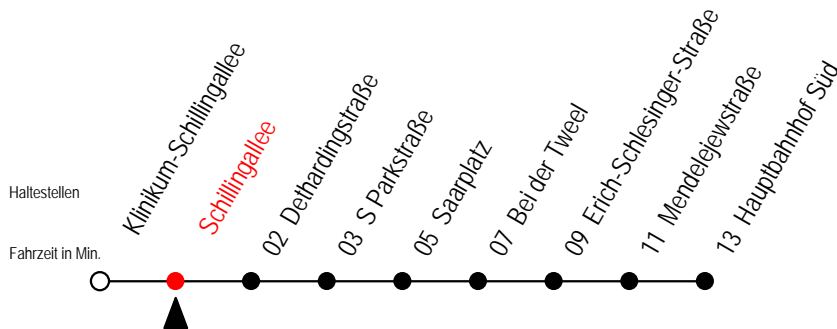 Haltestellen
Fahrzeit in Min.
Klinikum-Schillingallee
Schillingallee
02 Dethardingstraße
03 S Parkstraße
05 Saarplatz
07 Bei der Tweel
09 Erich-Schlesinger-Straße
11 Mendelejewstraße
13 Hauptbahnhof Süd